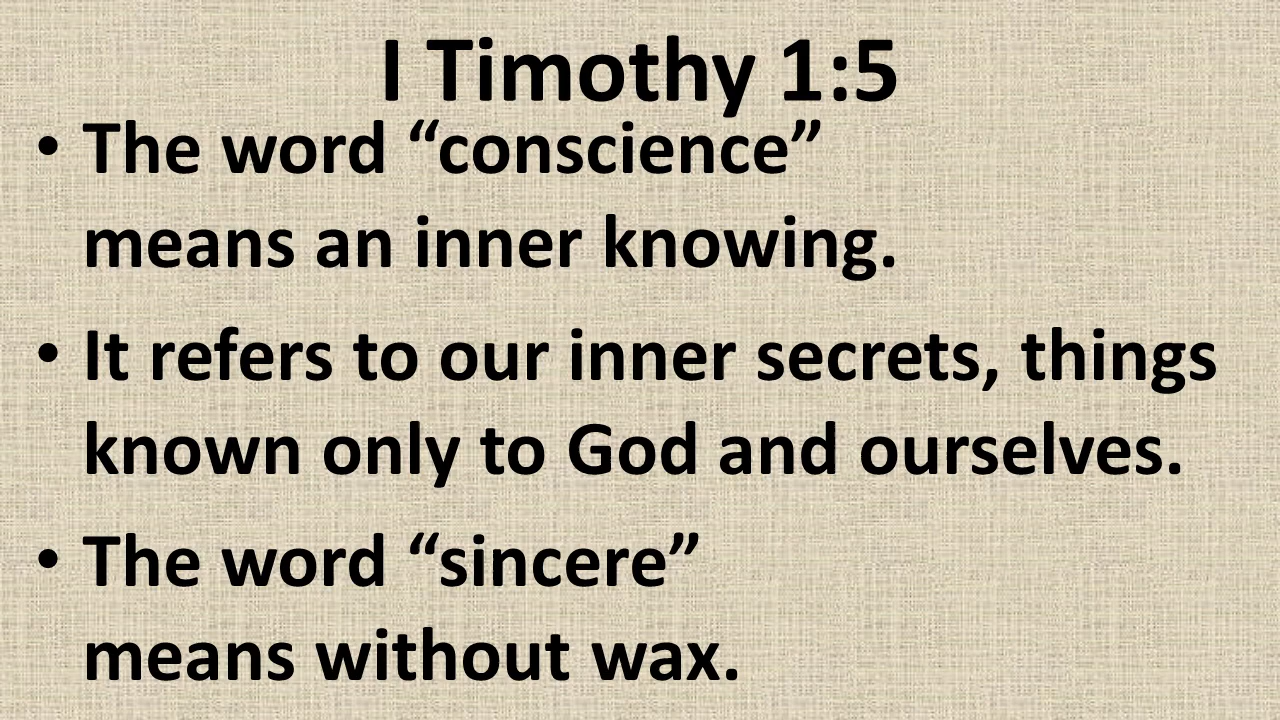 I Timothy 1:5
• The word “conscience”
means an inner knowing.
• It refers to our inner secrets, things
known only to God and ourselves.
• The word “sincere”
means without wax.